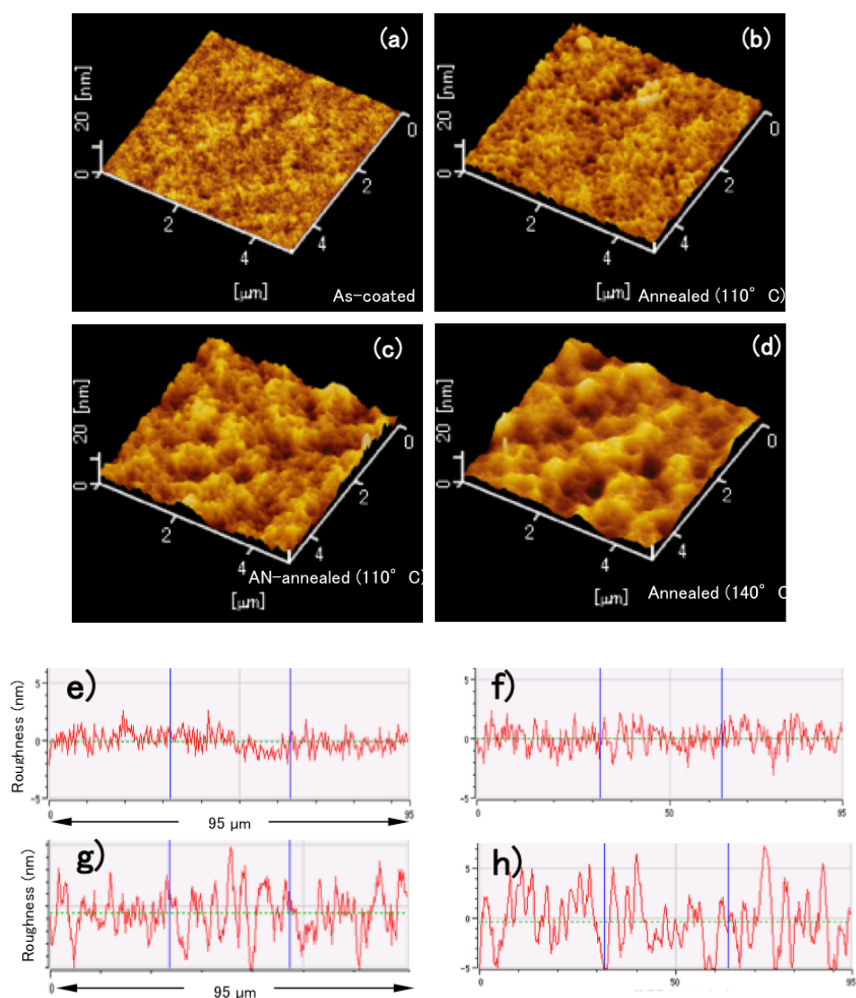 (a)
20 [nm]
0
2
4
0
2
4
[μm]
As-coated
(b)
20 [nm]
0
2
4
0
2
4
[μm]
Annealed (110° C)
(c)
20 [nm]
0
2
4
0
2
4
[μm]
AN-annealed (110° C)
(d)
20 [nm]
0
2
4
0
2
4
[μm]
Annealed (140° C
e)
Roughness (nm)
5
0
-5
0
95
95 μm
f)
5
0
-5
0
50
95
g)
Roughness (nm)
95 μm
h)
5
0
-5
0
50
95